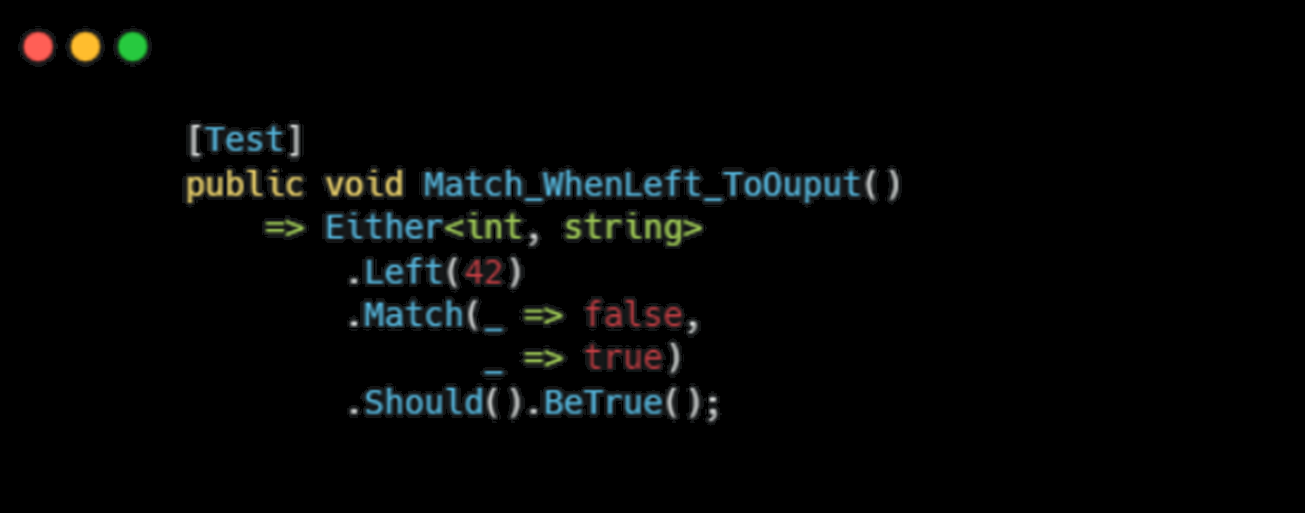 [Test]
public void Match_WhenLeft_ToOuput()
=> Either<int, string>
.Left(42)
.Match(_ => false,
_ => true)
.Should().BeTrue();